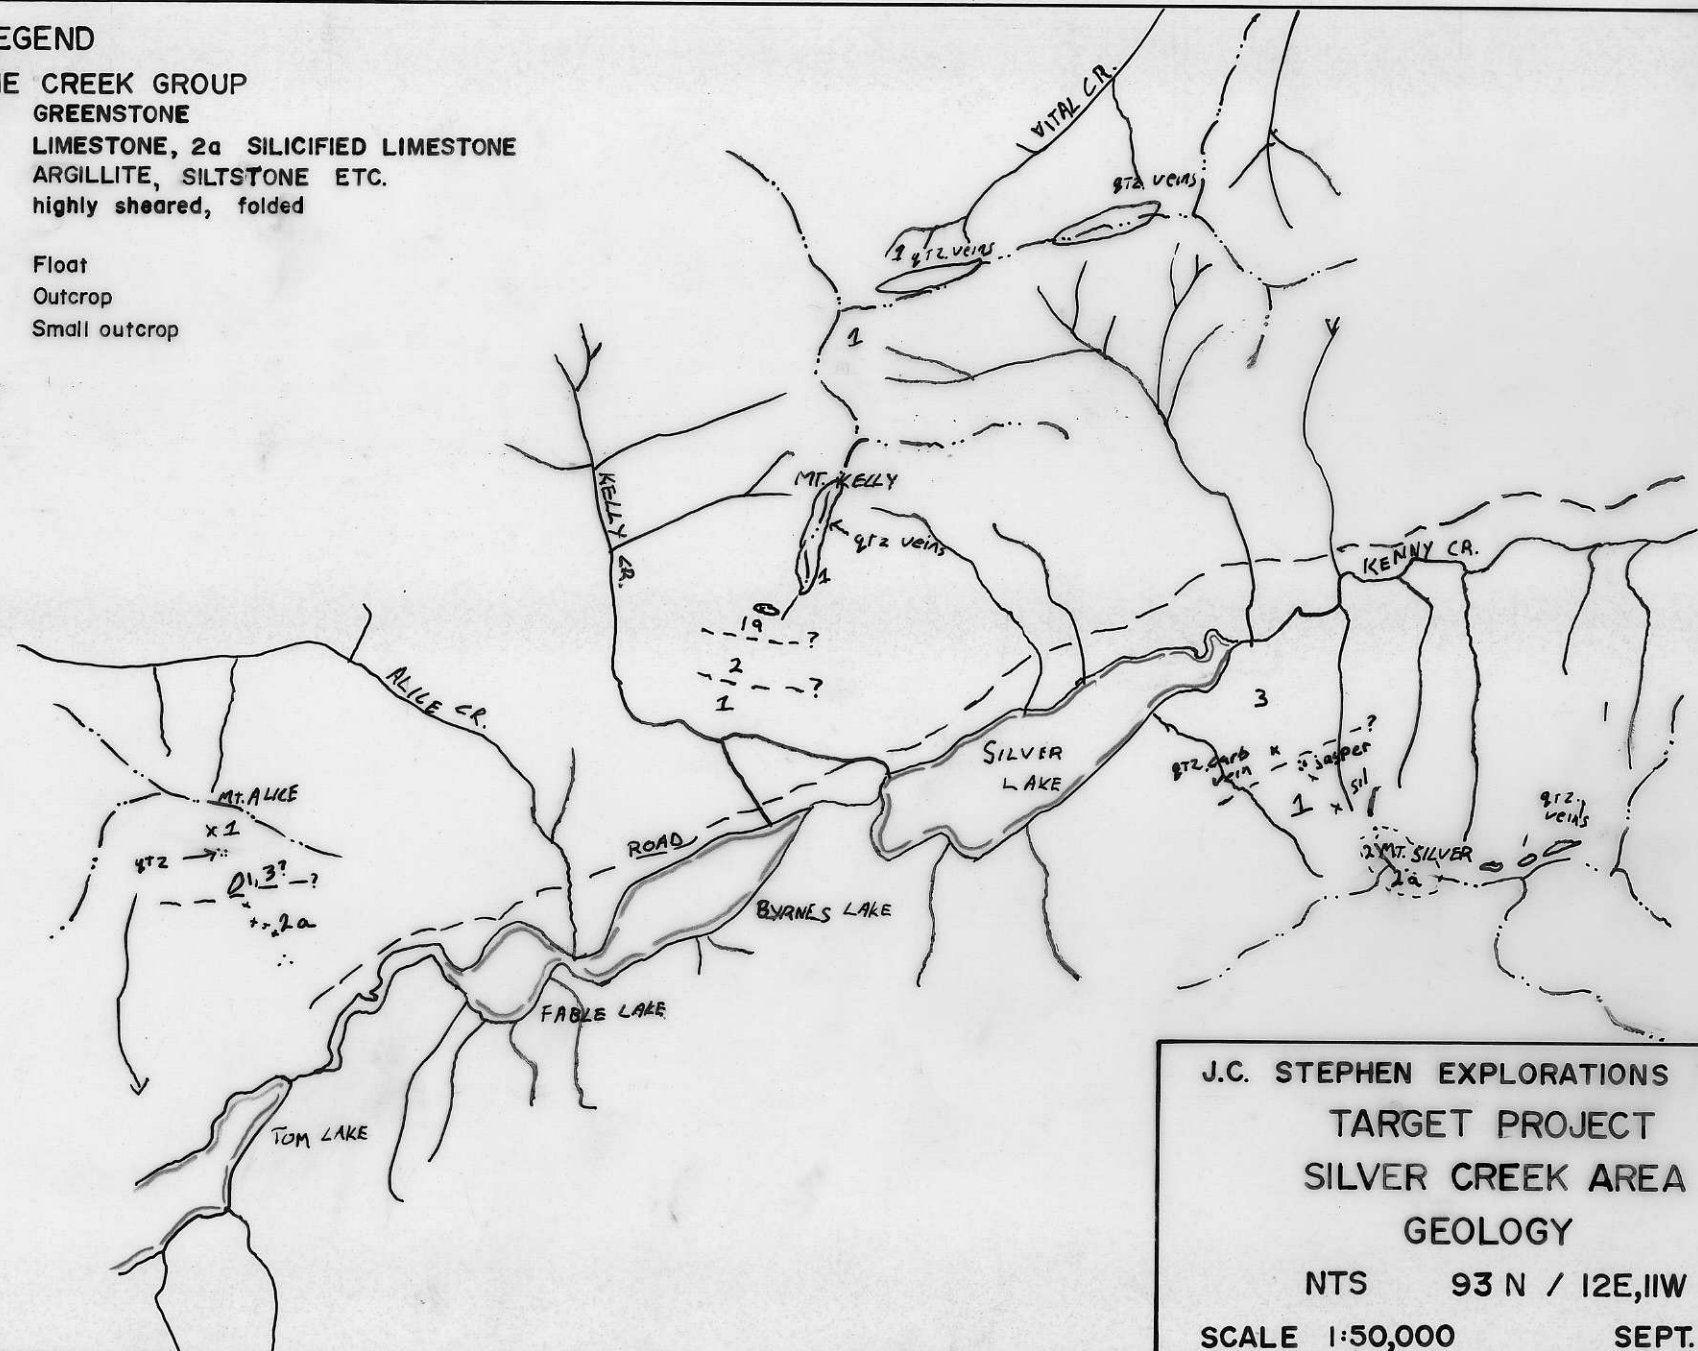 EGEND
E CREEK GROUP
GREENSTONE
LIMESTONE, 2a SILICIFIED LIMESTONE
ARGILLITE, SILTSTONE ETC.
highly sheared, folded
Float
Outcrop
Small outcrop
VITAL CR.
qtz. veins
1 qtz. veins
1
KELLY CR.
MT. KELLY
qtz veins
1
1a
?
2
?
1
KENNY CR.
ALICE CR.
MT. ALICE
x 1
qtz
1, 3? ?
2a
ROAD
SILVER
LAKE
BYRNES LAKE
FABLE LAKE
TOM LAKE
3
?
qtz. carb
vein
x
jasper
sil
1 x
1
qtz.
veins
2 MT. SILVER
2a
1
J.C. STEPHEN EXPLORATIONS
TARGET PROJECT
SILVER CREEK AREA
GEOLOGY
NTS 93 N / 12E, 11W
SCALE 1:50,000 SEPT.